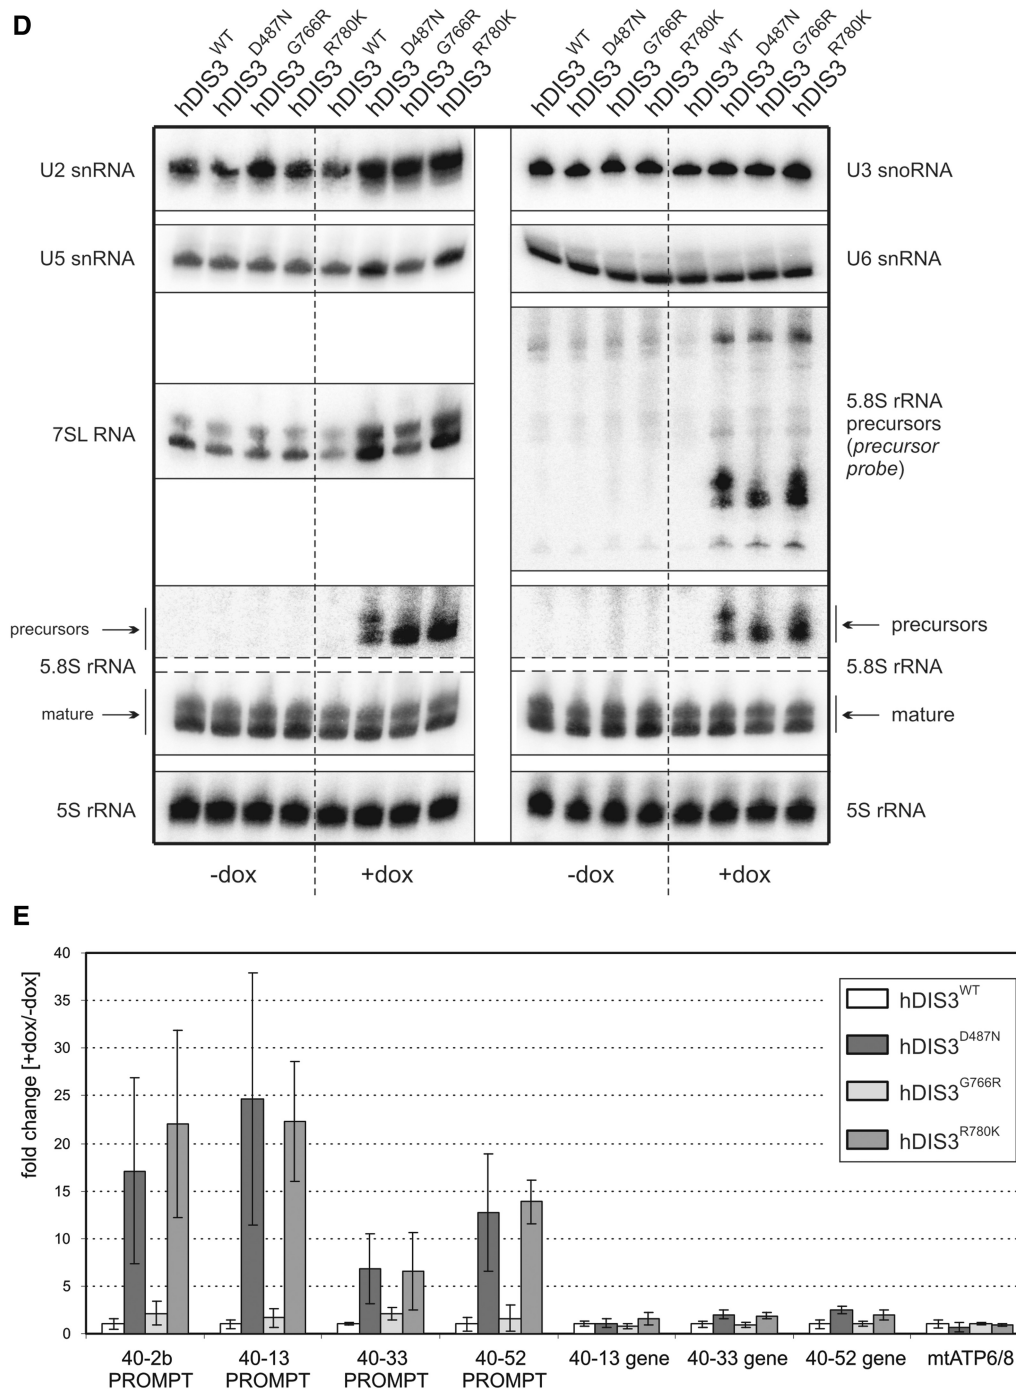 D
hDIS3WT hDIS3D487N hDIS3G766R hDIS3R780K hDIS3WT hDIS3D487N hDIS3G766R hDIS3R780K hDIS3WT hDIS3D487N hDIS3G766R hDIS3R780K hDIS3WT hDIS3D487N hDIS3G766R hDIS3R780K
U2 snRNA
U3 snoRNA
U5 snRNA
U6 snRNA
7SL RNA
5.8S rRNA
precursors
(precursor
probe)
precursors
precursors
5.8S rRNA
5.8S rRNA
mature
mature
5S rRNA
5S rRNA
-dox +dox -dox +dox
E
fold change [+dox/-dox]
40
35
30
25
20
15
10
5
0
hDIS3WT
hDIS3D487N
hDIS3G766R
hDIS3R780K
40-2b PROMPT
40-13 PROMPT
40-33 PROMPT
40-52 PROMPT
40-13 gene
40-33 gene
40-52 gene
mtATP6/8